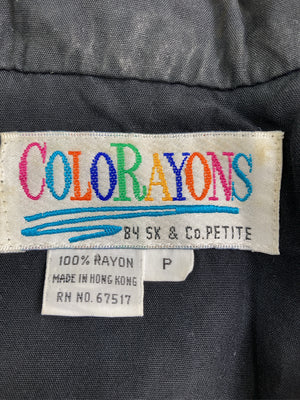 COLORAYONS
BY SK & Co. PETITE
100% RAYON
MADE IN HONG KONG
RN NO. 67517
P